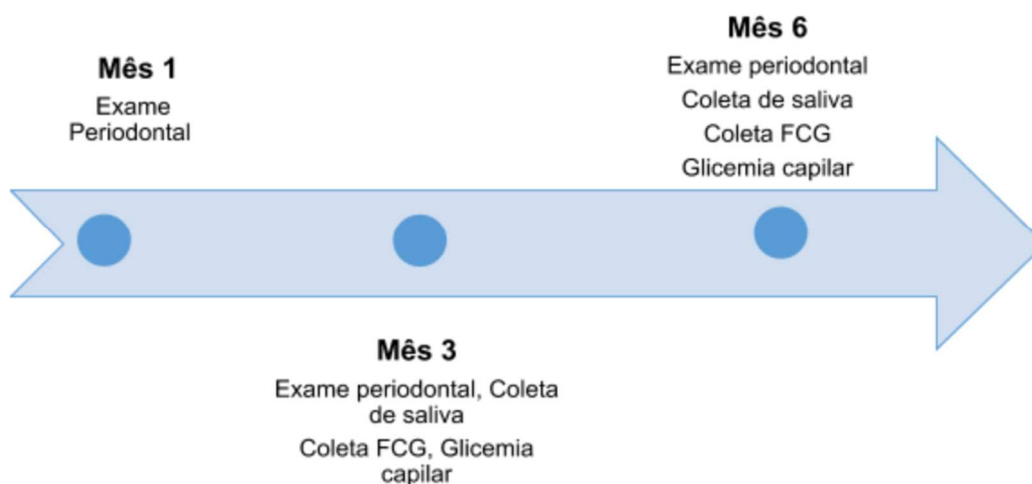 Mês 1
Exame
Periodontal
Mês 3
Exame periodontal, Coleta
de saliva
Coleta FCG, Glicemia
capilar
Mês 6
Exame periodontal
Coleta de saliva
Coleta FCG
Glicemia capilar